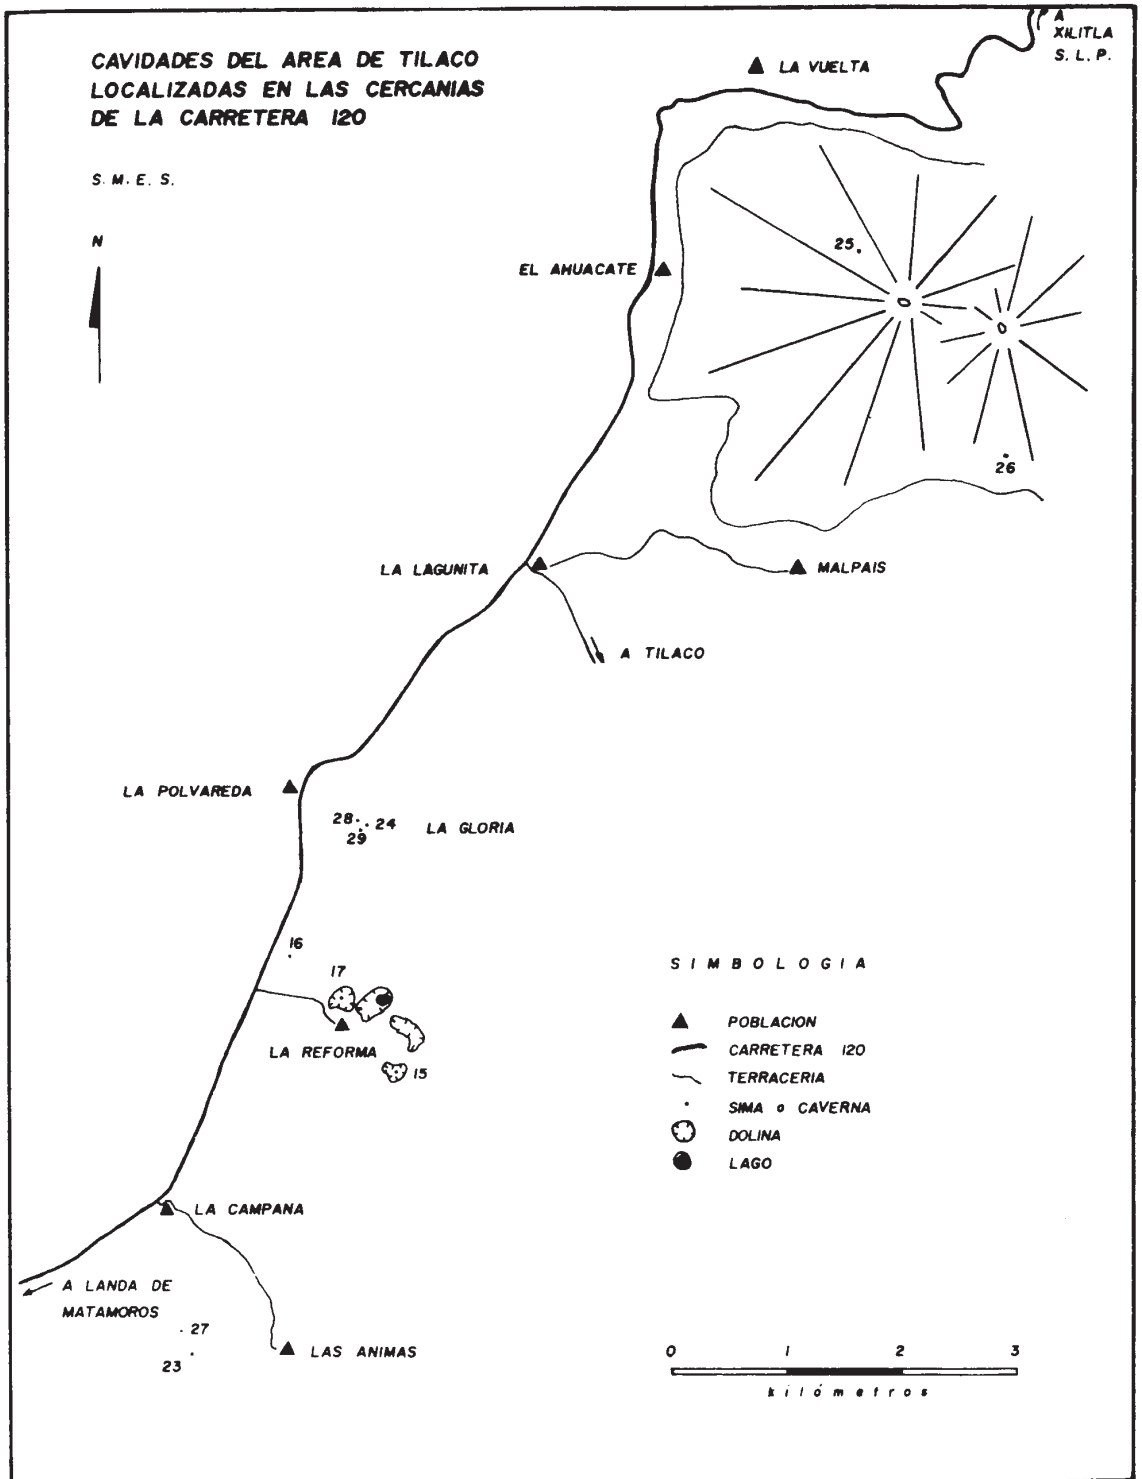 CAVIDADES DEL AREA DE TILACO
LOCALIZADAS EN LAS CERCANIAS
DE LA CARRETERA 120
S. M. E. S.
N
A
XILITLA
S. L. P.
LA VUELTA
25
EL AHUACATE
26
LA LAGUNITA
MALPAIS
A TILACO
LA POLVAREDA
28
24
29
LA GLORIA
16
17
LA REFORMA
15
SIMBOLOGIA
POBLACION
CARRETERA 120
TERRACERIA
SIMA o CAVERNA
DOLINA
LAGO
LA CAMPANA
A LANDA DE
MATAMOROS
27
23
LAS ANIMAS
0 1 2 3
kilómetros